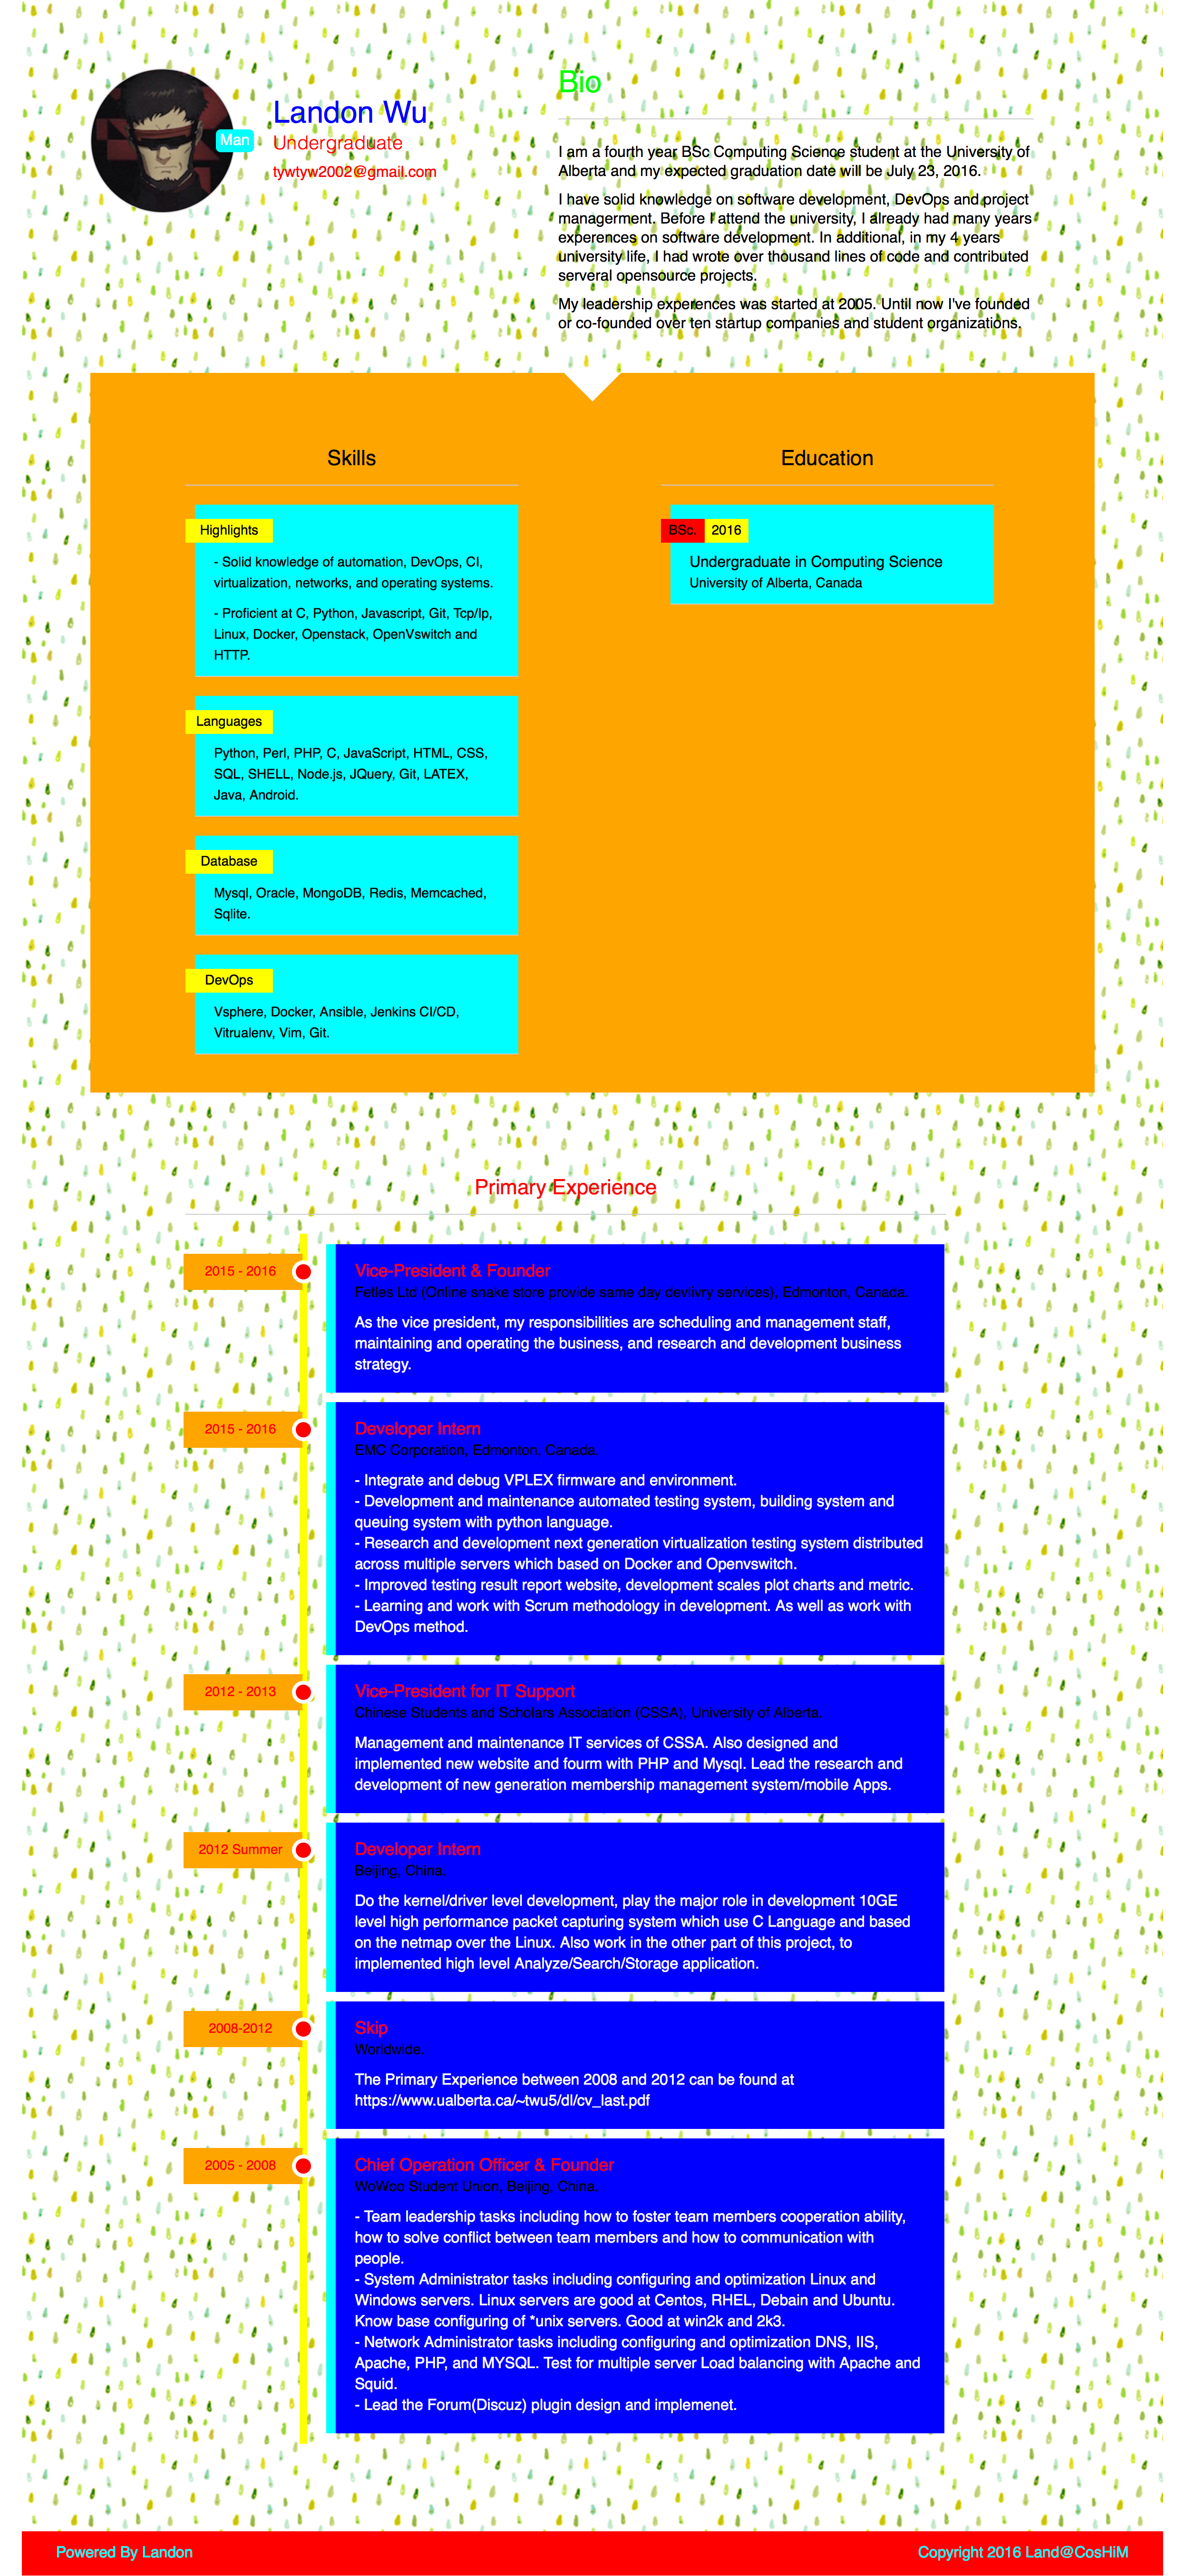 Man
Landon Wu
Undergraduate
tywtyw2002@gmail.com
Bio
I am a fourth year BSc Computing Science student at the University of
Alberta and my expected graduation date will be July 23, 2016.
I have solid knowledge on software development, DevOps and project
managerment. Before I attend the university, I already had many years
experences on software development. In additional, in my 4 years
university life, I had wrote over thousand lines of code and contributed
serveral opensource projects.
My leadership experiences was started at 2005. Until now I've founded
or co-founded over ten startup companies and student organizations.
Skills
Highlights
- Solid knowledge of automation, DevOps, CI,
virtualization, networks, and operating systems.
- Proficient at C, Python, Javascript, Git, Tcp/Ip,
Linux, Docker, Openstack, OpenVswitch and
HTTP.
Languages
Python, Perl, PHP, C, JavaScript, HTML, CSS,
SQL, SHELL, Node.js, JQuery, Git, LATEX,
Java, Android.
Database
Mysql, Oracle, MongoDB, Redis, Memcached,
Sqlite.
DevOps
Vsphere, Docker, Ansible, Jenkins CI/CD,
Vitrualenv, Vim, Git.
Education
BSc. 2016
Undergraduate in Computing Science
University of Alberta, Canada
Primary Experience
2015 - 2016
Vice-President & Founder
Fetles Ltd (Online snake store provide same day devlivry services), Edmonton, Canada.
As the vice president, my responsibilities are scheduling and management staff,
maintaining and operating the business, and research and development business
strategy.
2015 - 2016
Developer Intern
EMC Corporation, Edmonton, Canada.
- Integrate and debug VPLEX firmware and environment.
- Development and maintenance automated testing system, building system and
queuing system with python language.
- Research and development next generation virtualization testing system distributed
across multiple servers which based on Docker and Openvswitch.
- Improved testing result report website, development scales plot charts and metric.
- Learning and work with Scrum methodology in development. As well as work with
DevOps method.
2012 - 2013
Vice-President for IT Support
Chinese Students and Scholars Association (CSSA), University of Alberta.
Management and maintenance IT services of CSSA. Also designed and
implemented new website and fourm with PHP and Mysql. Lead the research and
development of new generation membership management system/mobile Apps.
2012 Summer
Developer Intern
Beijing, China.
Do the kernel/driver level development, play the major role in development 10GE
level high performance packet capturing system which use C Language and based
on the netmap over the Linux. Also work in the other part of this project, to
implemented high level Analyze/Search/Storage application.
2008-2012
Skip
Worldwide.
The Primary Experience between 2008 and 2012 can be found at
https://www.ualberta.ca/~twu5/dl/cv_last.pdf
2005 - 2008
Chief Operation Officer & Founder
WoWoo Student Union, Beijing, China.
- Team leadership tasks including how to foster team members cooperation ability,
how to solve conflict between team members and how to communication with
people.
- System Administrator tasks including configuring and optimization Linux and
Windows servers. Linux servers are good at Centos, RHEL, Debain and Ubuntu.
Know base configuring of *unix servers. Good at win2k and 2k3.
- Network Administrator tasks including configuring and optimization DNS, IIS,
Apache, PHP, and MYSQL. Test for multiple server Load balancing with Apache and
Squid.
- Lead the Forum(Discuz) plugin design and implemenet.
Powered By Landon
Copyright 2016 Land@CosHiM